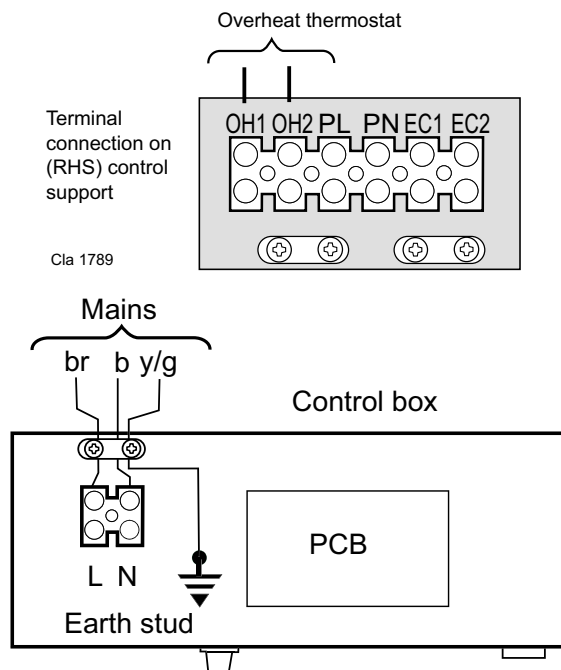 Overheat thermostat
Terminal
connection on
(RHS) control
support
OH1 OH2 PL PN EC1 EC2
Cla 1789
Mains
br b y/g
Control box
PCB
L N
Earth stud